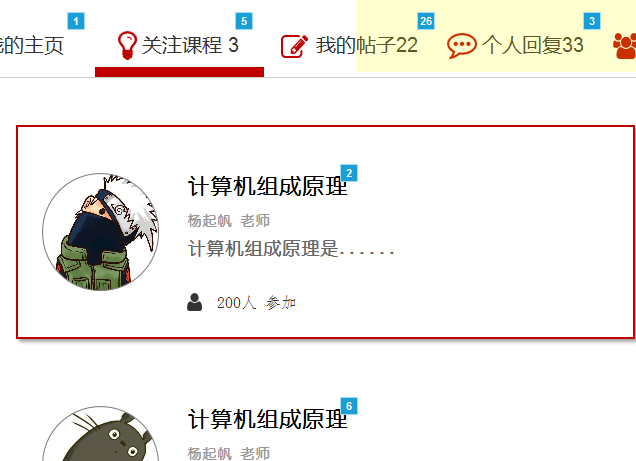 1 5 26 3
的主页 关注课程 3 我的帖子22 个人回复33
计算机组成原理 2
杨起帆 老师
计算机组成原理是......
200人 参加
计算机组成原理 6
杨起帆 老师